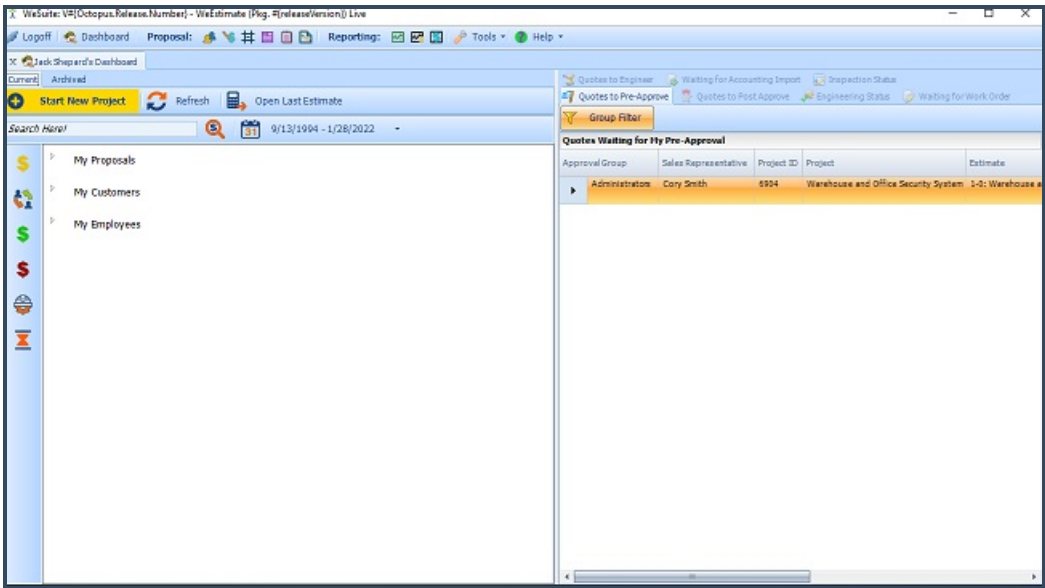 WeSuite: V#{Octopus.Release.Number} - WeEstimate (Pkg. #{releaseVersion}) Live
Logoff Dashboard Proposal: Reporting: Tools Help
X Jack Shepard's Dashboard
Current Archived
Start New Project Refresh Open Last Estimate
Search Here! 31 9/13/1994 - 1/28/2022
My Proposals
My Customers
My Employees
Quotes to Engineer Waiting for Accounting Import Inspection Status
Quotes to Pre-Approve Quotes to Post Approve Engineering Status Waiting for Work Order
Group Filter
Quotes Waiting for My Pre-Approval
Approval Group Sales Representative Project ID Project Estimate
Administrators Cory Smith 6904 Warehouse and Office Security System 1-0: Warehouse a